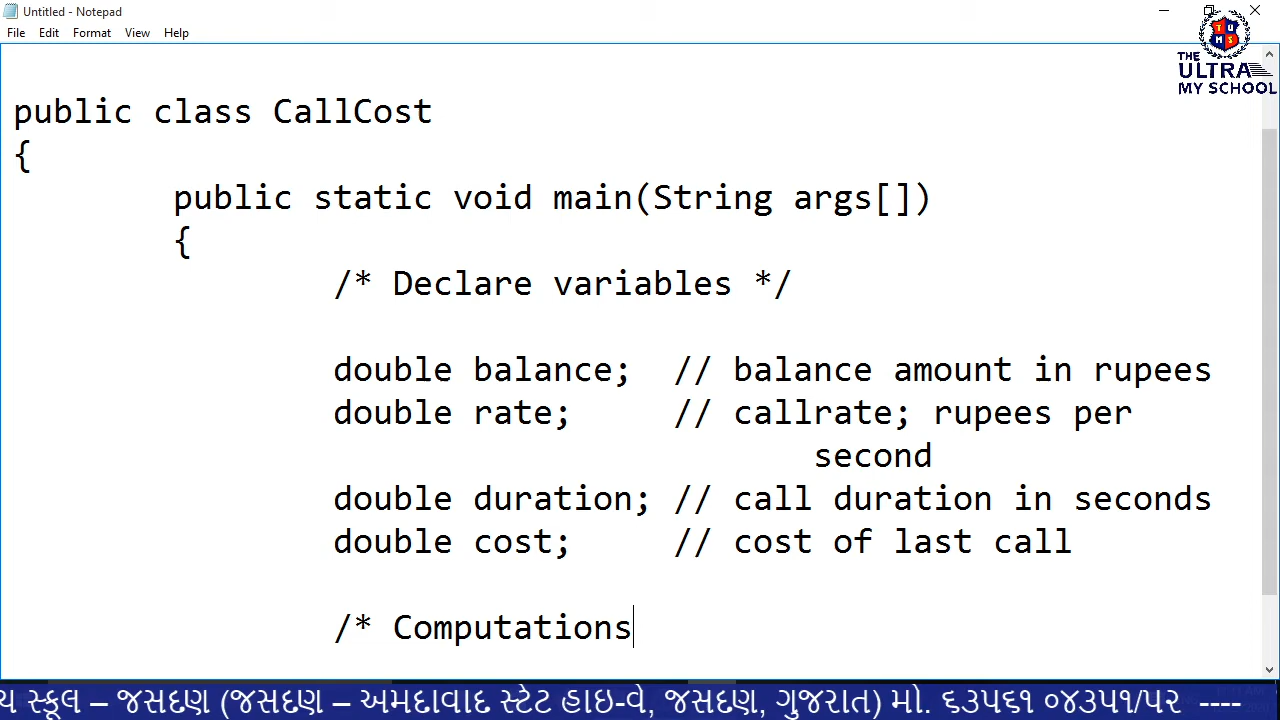 Untitled - Notepad
File Edit Format View Help
T U M S
THE
ULTRA
MY SCHOOL
public class CallCost
{
public static void main(String args[])
{
/* Declare variables */
double balance; // balance amount in rupees
double rate; // callrate; rupees per
second
double duration; // call duration in seconds
double cost; // cost of last call
/* Computations
ય સ્કૂલ – જસદણ (જસદણ – અમદાવાદ સ્ટેટ હાઇ-વે, જસદણ, ગુજરાત) મો. ૬૩૫૬૧ ૦૪૩૫૧/૫૨ ----